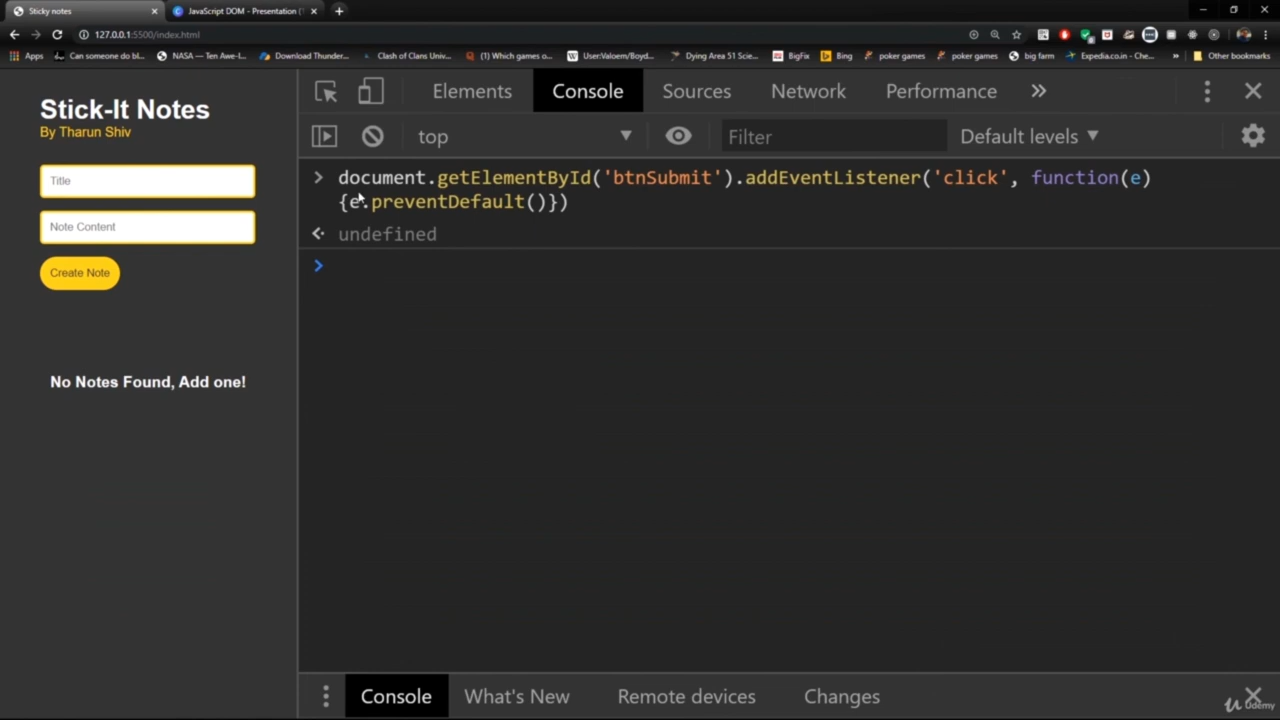 Sticky notes
JavaScript DOM - Presentation (
127.0.0.1:5500/index.html
Apps
Can someone do bl...
NASA — Ten Awe-I...
Download Thunder...
Clash of Clans Univ...
(1) Which games o...
User:Valoem/Boyd...
Dying Area 51 Scie...
BigFix
Bing
poker games
poker games
big farm
Expedia.co.in - Che...
»
Other bookmarks
Stick-It Notes
By Tharun Shiv
Title
Note Content
Create Note
No Notes Found, Add one!
Elements
Console
Sources
Network
Performance
»
top
Filter
Default levels
document.getElementById('btnSubmit').addEventListener('click', function(e)
{e.preventDefault()})
undefined
Console
What's New
Remote devices
Changes
Udemy